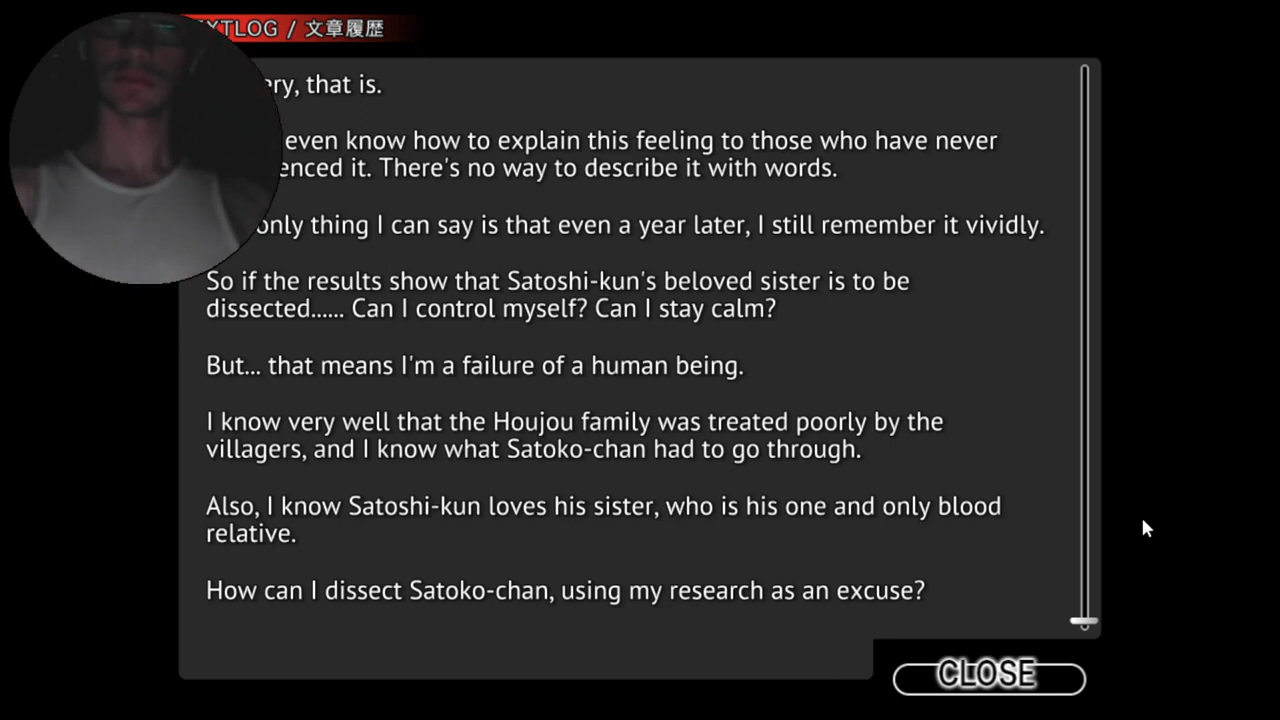 TLOG / 文章履歴
ry, that is.
even know how to explain this feeling to those who have never
enced it. There's no way to describe it with words.
only thing I can say is that even a year later, I still remember it vividly.
So if the results show that Satoshi-kun's beloved sister is to be
dissected...... Can I control myself? Can I stay calm?
But... that means I'm a failure of a human being.
I know very well that the Houjou family was treated poorly by the
villagers, and I know what Satoko-chan had to go through.
Also, I know Satoshi-kun loves his sister, who is his one and only blood
relative.
How can I dissect Satoko-chan, using my research as an excuse?
CLOSE